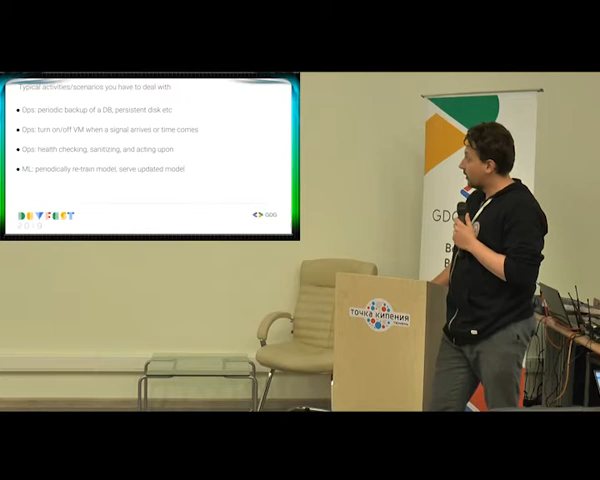 Typical activities/scenarios you have to deal with
● Ops: periodic backup of a DB, persistent disk etc
● Ops: turn on/off VM when a signal arrives or time comes
● Ops: health checking, sanitizing, and acting upon
● ML: periodically re-train model, serve updated model
DEVFEST
GDG
GDG
точка кипения